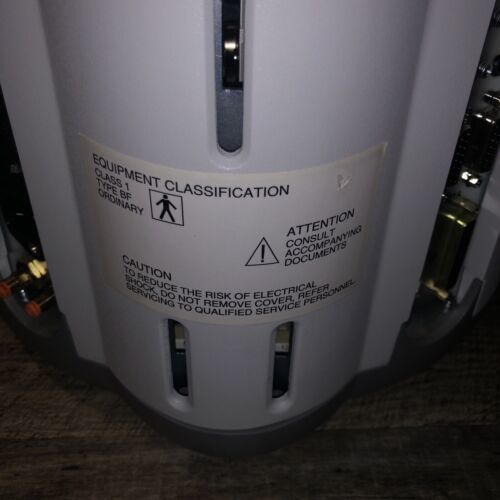 EQUIPMENT CLASSIFICATION
CLASS 1
TYPE BF
ORDINARY
ATTENTION
CONSULT
ACCOMPANYING
DOCUMENTS
CAUTION
TO REDUCE THE RISK OF ELECTRICAL
SHOCK, DO NOT REMOVE COVER, REFER
SERVICING TO QUALIFIED SERVICE PERSONNEL